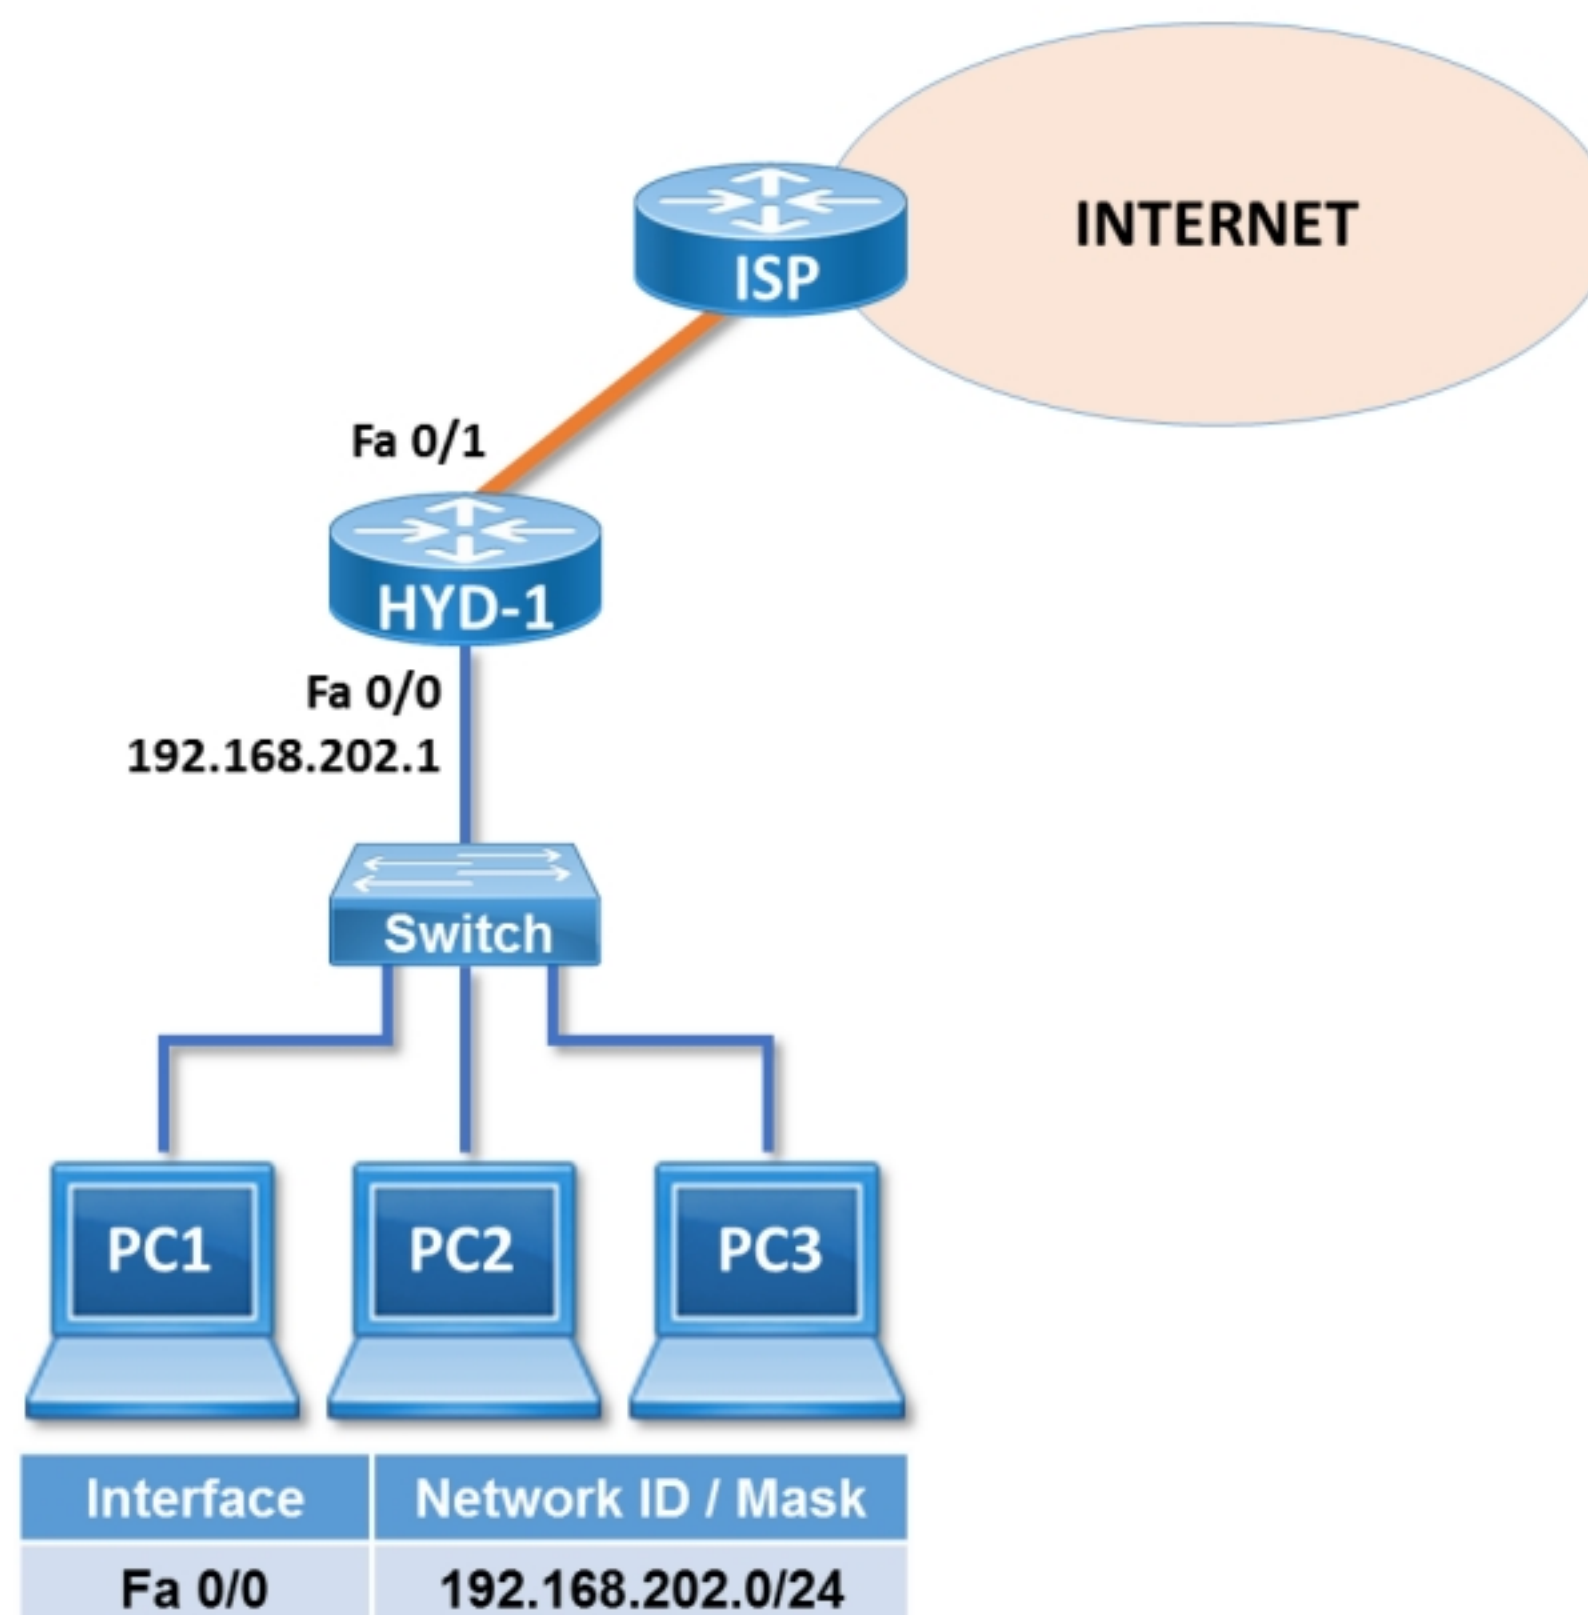 INTERNET
ISP
Fa 0/1
HYD-1
Fa 0/0
192.168.202.1
Switch
PC1 PC2 PC3
Interface Network ID / Mask
Fa 0/0 192.168.202.0/24